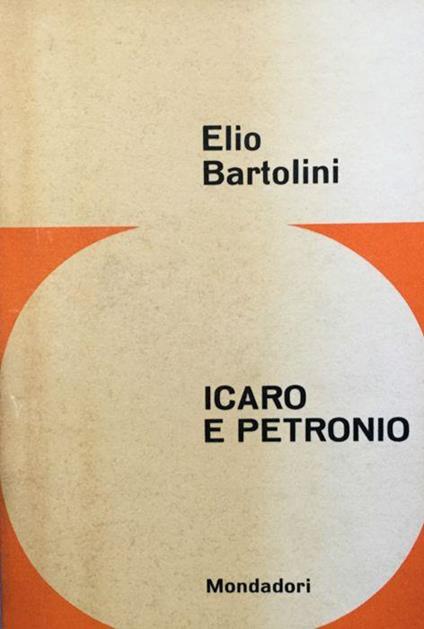 Elio
Bartolini
ICARO
E PETRONIO
Mondadori